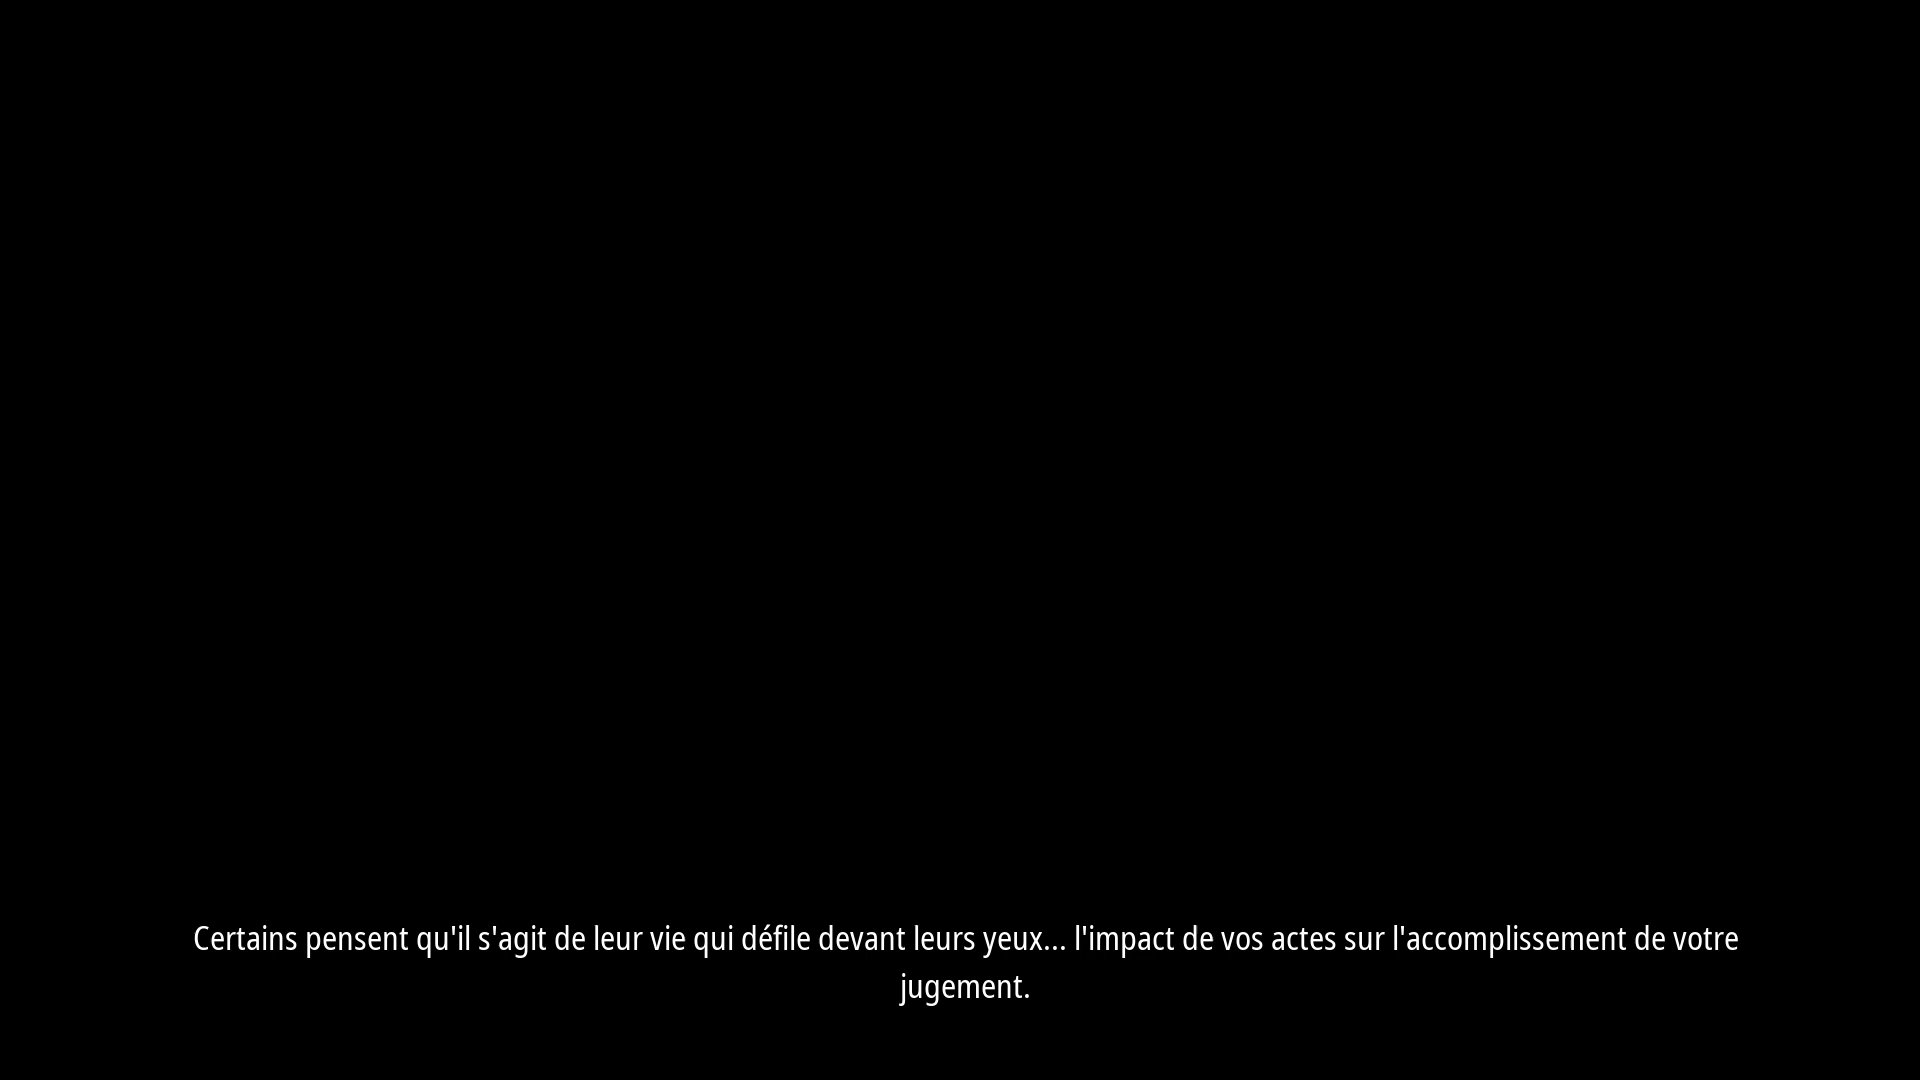 Certains pensent qu'il s'agit de leur vie qui défile devant leurs yeux... l'impact de vos actes sur l'accomplissement de votre
jugement.